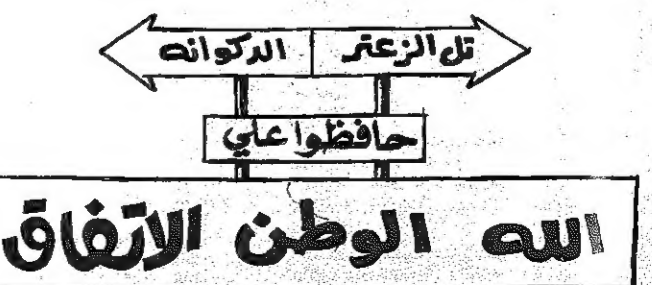 تل الزعتر الدكوانه
حافظوا علي
الله الوطن الاتفاق